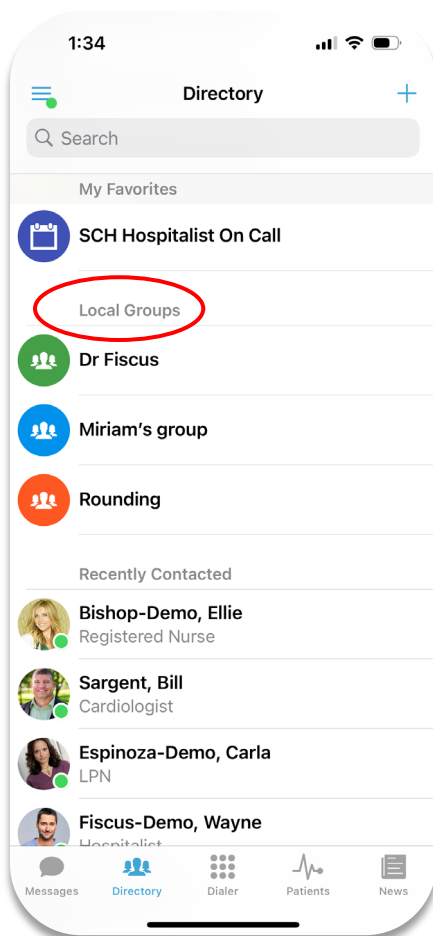 1:34
Directory
Search
My Favorites
SCH Hospitalist On Call
Local Groups
Dr Fiscus
Miriam's group
Rounding
Recently Contacted
Bishop-Demo, Ellie
Registered Nurse
Sargent, Bill
Cardiologist
Espinoza-Demo, Carla
LPN
Fiscus-Demo, Wayne
Hospitalist
Messages Directory Dialer Patients News